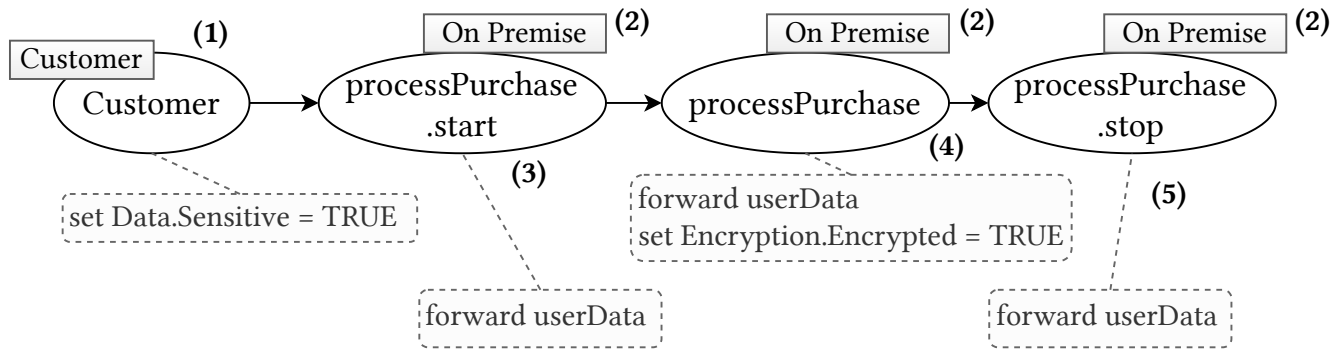 (1)
Customer
Customer
On Premise
(2)
processPurchase
.start
(3)
On Premise
(2)
processPurchase
(4)
On Premise
(2)
processPurchase
.stop
(5)
set Data.Sensitive = TRUE
forward userData
forward userData
set Encryption.Encrypted = TRUE
forward userData